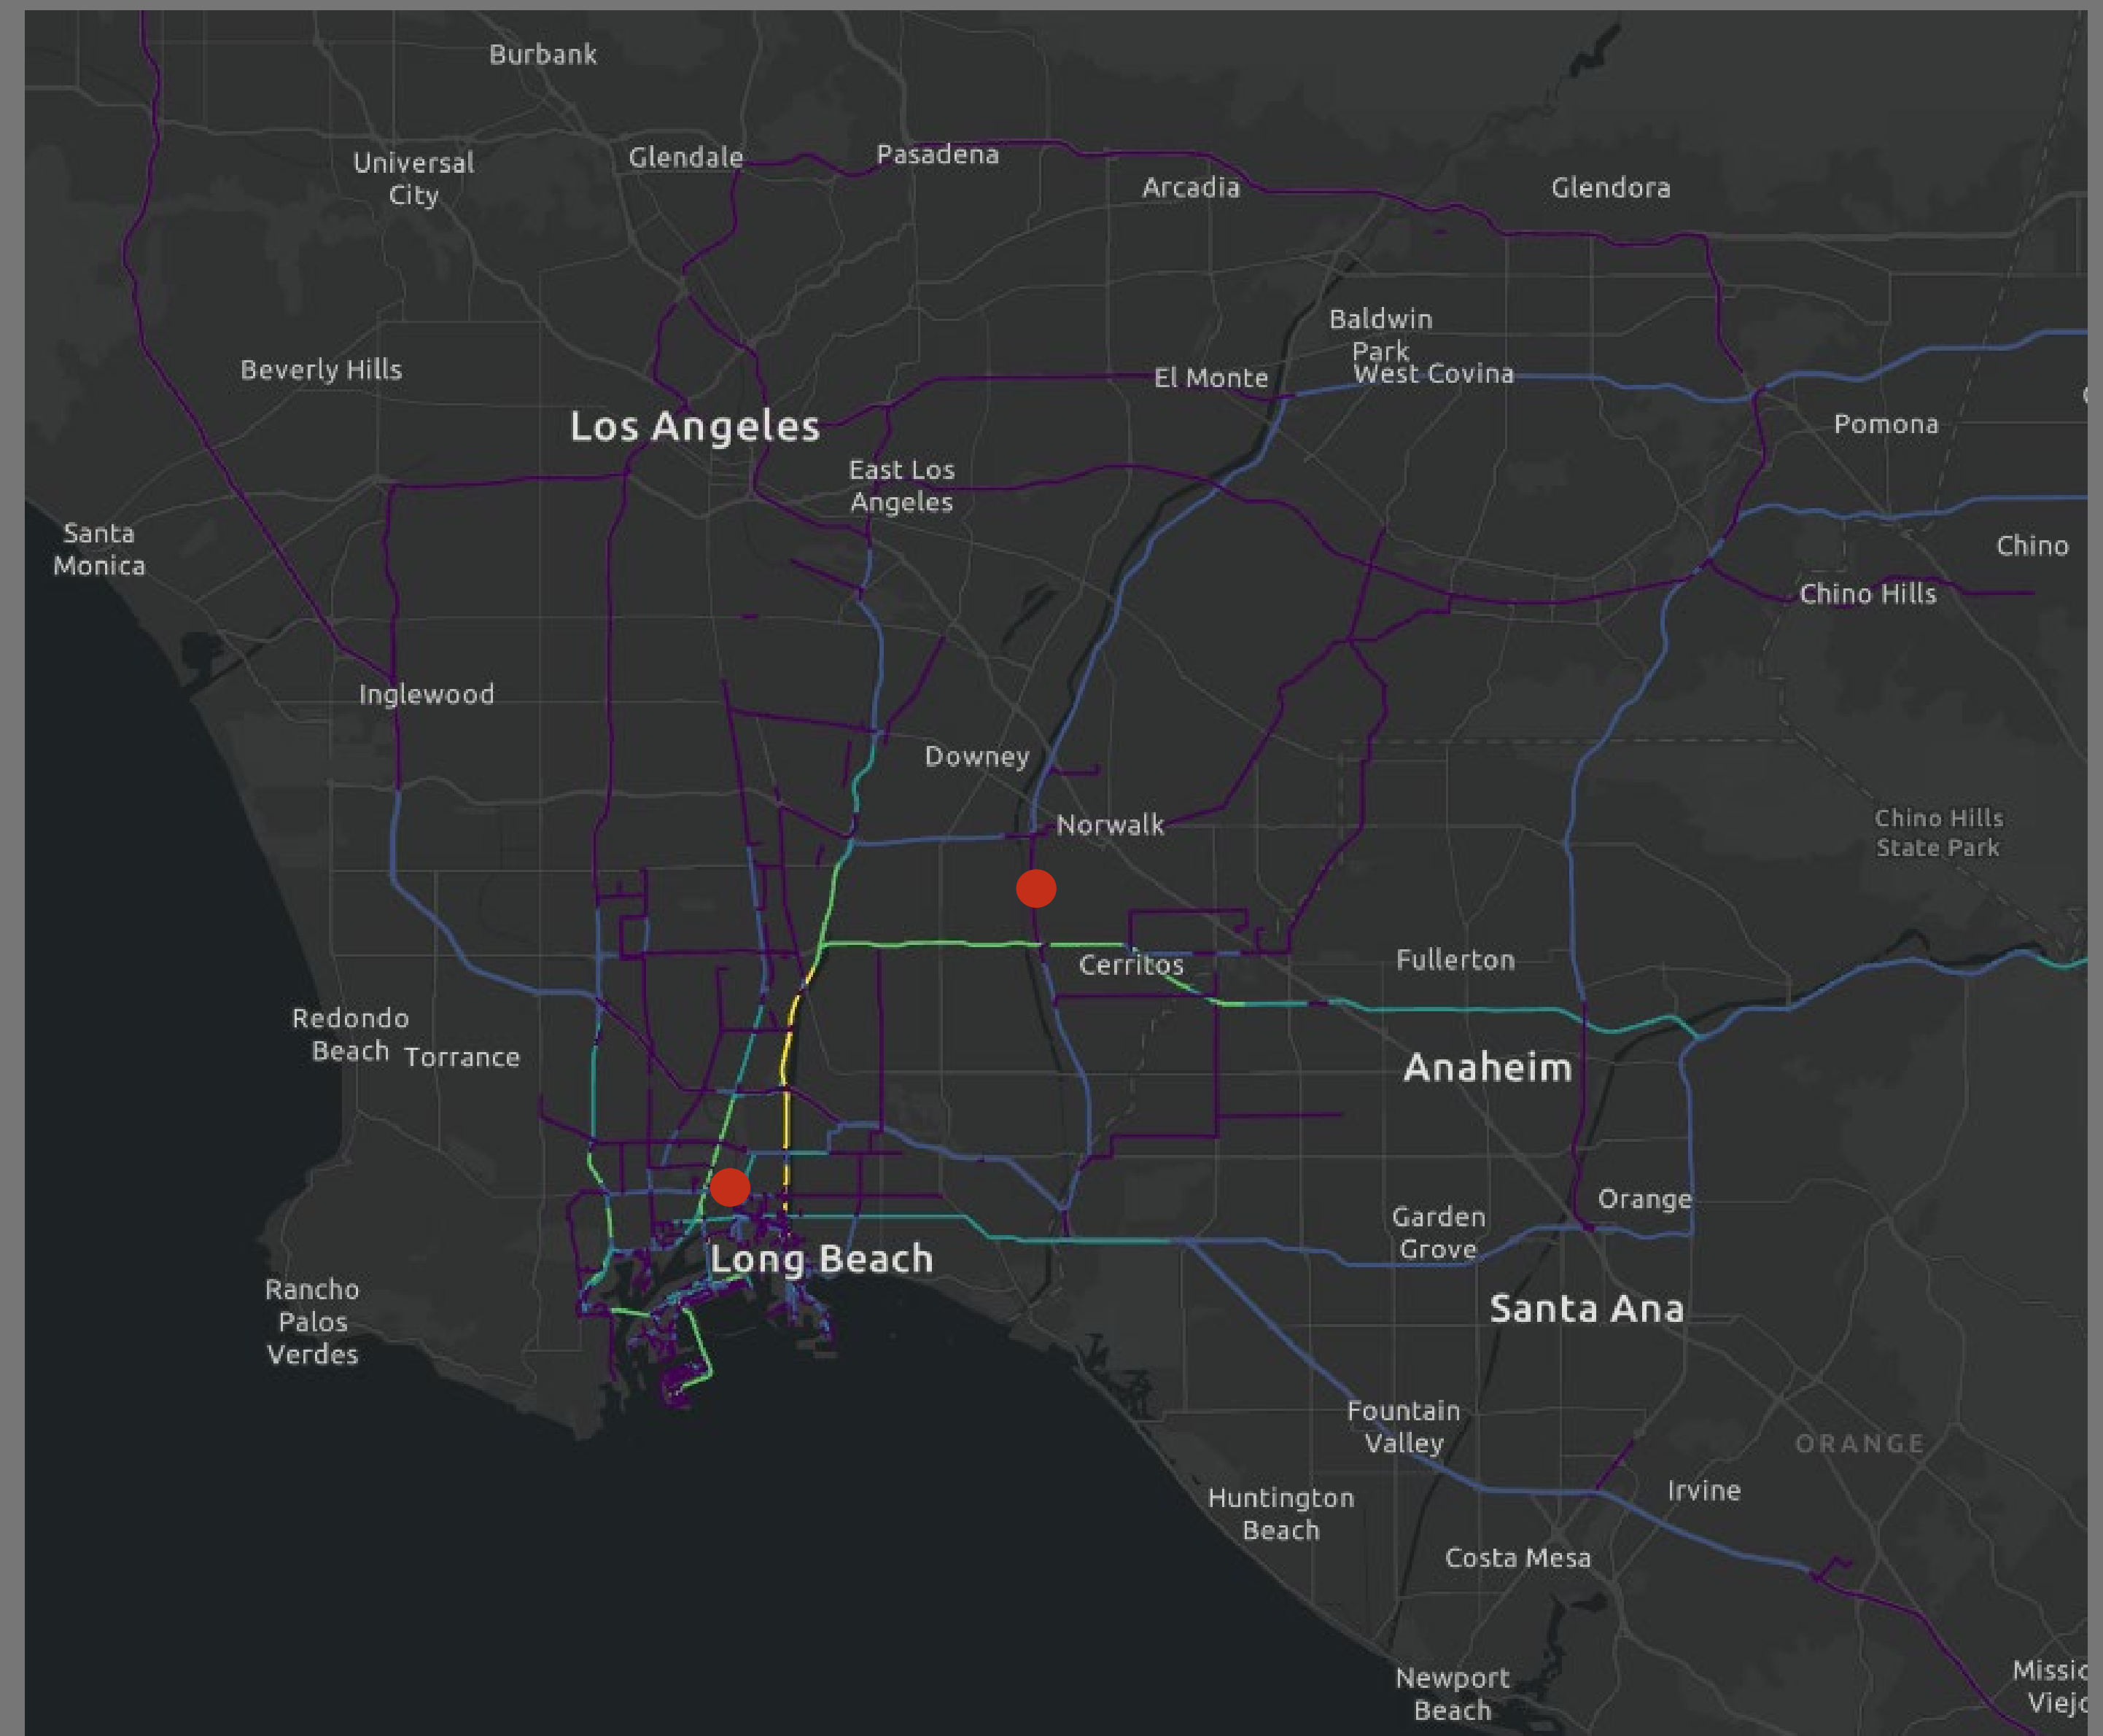 Burbank
Universal
City
Glendale
Pasadena
Arcadia
Glendora
Beverly Hills
Los Angeles
El Monte
Baldwin
Park
West Covina
Pomona
East Los
Angeles
Santa
Monica
Chino
Chino Hills
Inglewood
Downey
Norwalk
Chino Hills
State Park
Cerritos
Fullerton
Redondo
Beach
Torrance
Anaheim
Orange
Garden
Grove
Long Beach
Rancho
Palos
Verdes
Santa Ana
Fountain
Valley
ORANGE
Irvine
Huntington
Beach
Costa Mesa
Newport
Beach
Missio
Viejo